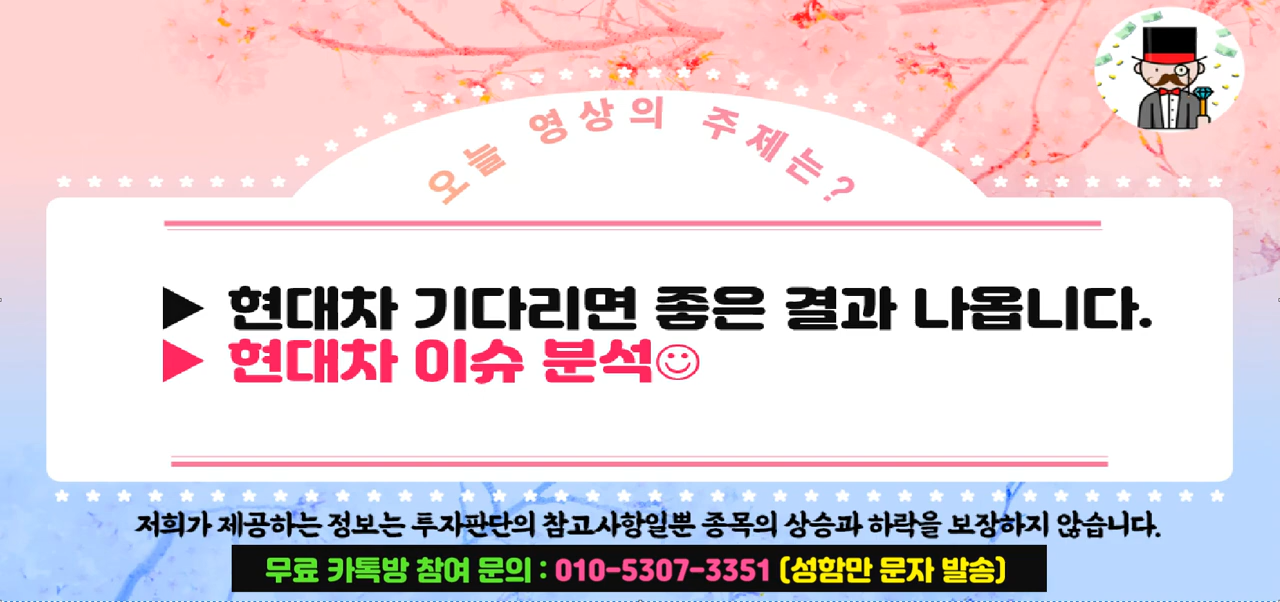 오늘 영상의 주제는?
▶ 현대차 기다리면 좋은 결과 나옵니다.
▶ 현대차 이슈 분석☺
저희가 제공하는 정보는 투자판단의 참고사항일뿐 종목의 상승과 하락을 보장하지 않습니다.
무료 카톡방 참여 문의 : 010-5307-3351 (성함만 문자 발송)